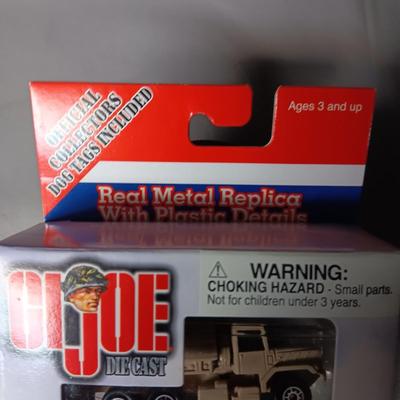 OFFICIAL
COLLECTORS
DOG TAGS INCLUDED
Ages 3 and up
Real Metal Replica
With Plastic Details
GI JOE
DIE CAST
WARNING:
CHOKING HAZARD - Small parts.
Not for children under 3 years.